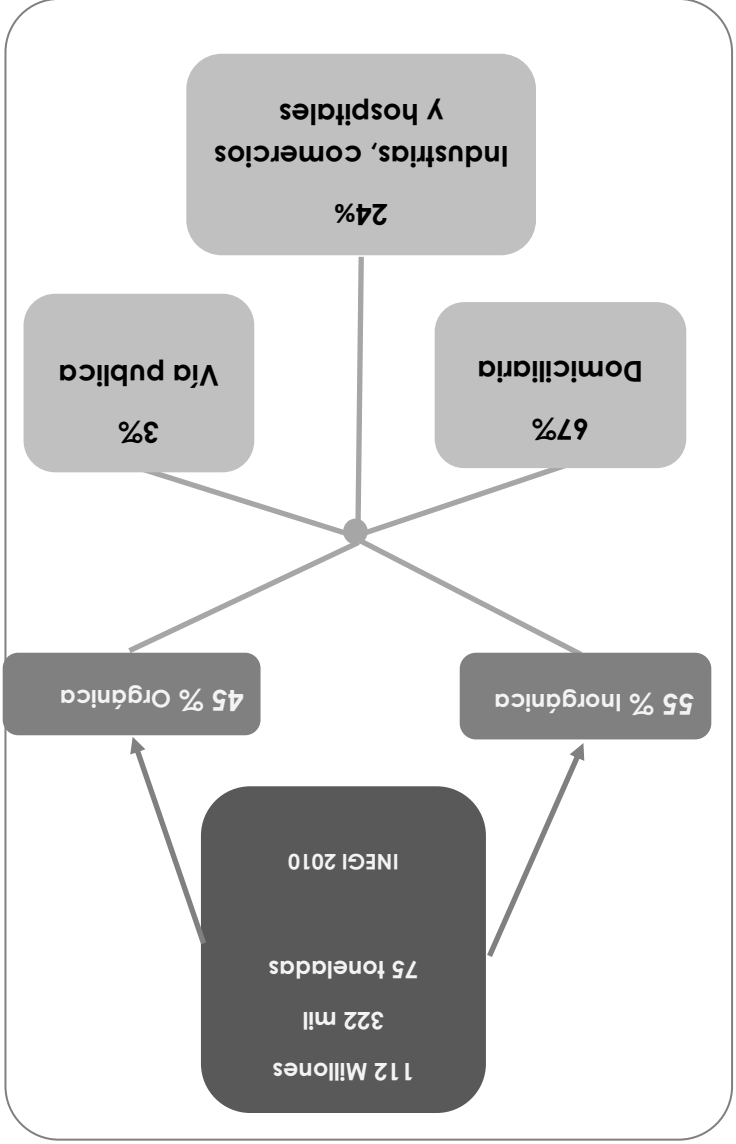 112 Millones
322 mil
75 toneladas
INEGI 2010
55 % Inorgánica
45 % Orgánica
67%
Domiciliaria
3%
Vía publica
24%
Industrias, comercios
y hospitales